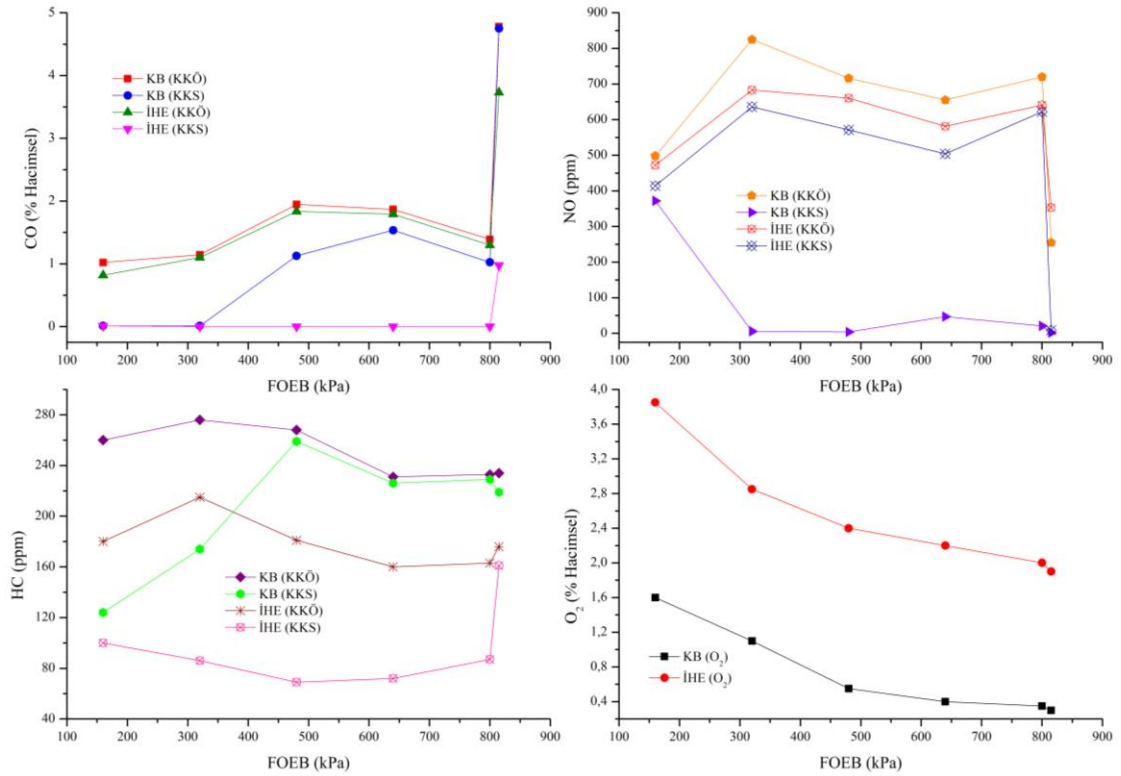 5
4
3
2
1
0
CO (% Hacimsel)
KB (KKÖ)
KB (KKS)
İHE (KKÖ)
İHE (KKS)
100 200 300 400 500 600 700 800 900
FOEB (kPa)
900
800
700
600
500
400
300
200
100
0
NO (ppm)
KB (KKÖ)
KB (KKS)
İHE (KKÖ)
İHE (KKS)
100 200 300 400 500 600 700 800 900
FOEB (kPa)
280
240
200
160
120
80
40
HC (ppm)
KB (KKÖ)
KB (KKS)
İHE (KKÖ)
İHE (KKS)
100 200 300 400 500 600 700 800 900
FOEB (kPa)
4,0
3,6
3,2
2,8
2,4
2,0
1,6
1,2
0,8
0,4
O₂ (% Hacimsel)
KB (O₂)
İHE (O₂)
100 200 300 400 500 600 700 800 900
FOEB (kPa)